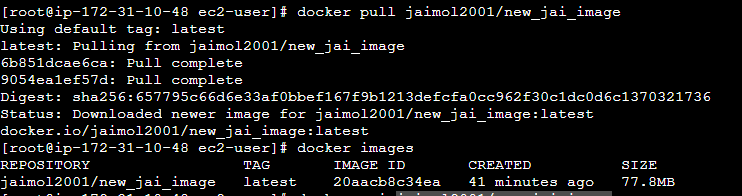 [root@ip-172-31-10-48 ec2-user]# docker pull jaimol2001/new_jai_image
Using default tag: latest
latest: Pulling from jaimol2001/new_jai_image
6b851dcae6ca: Pull complete
9054ea1ef57d: Pull complete
Digest: sha256:657795c66d6e33af0bbef167f9b1213defcfa0cc962f30c1dc0d6c1370321736
Status: Downloaded newer image for jaimol2001/new_jai_image:latest
docker.io/jaimol2001/new_jai_image:latest
[root@ip-172-31-10-48 ec2-user]# docker images
REPOSITORY TAG IMAGE ID CREATED SIZE
jaimol2001/new_jai_image latest 20aacb8c34ea 41 minutes ago 77.8MB